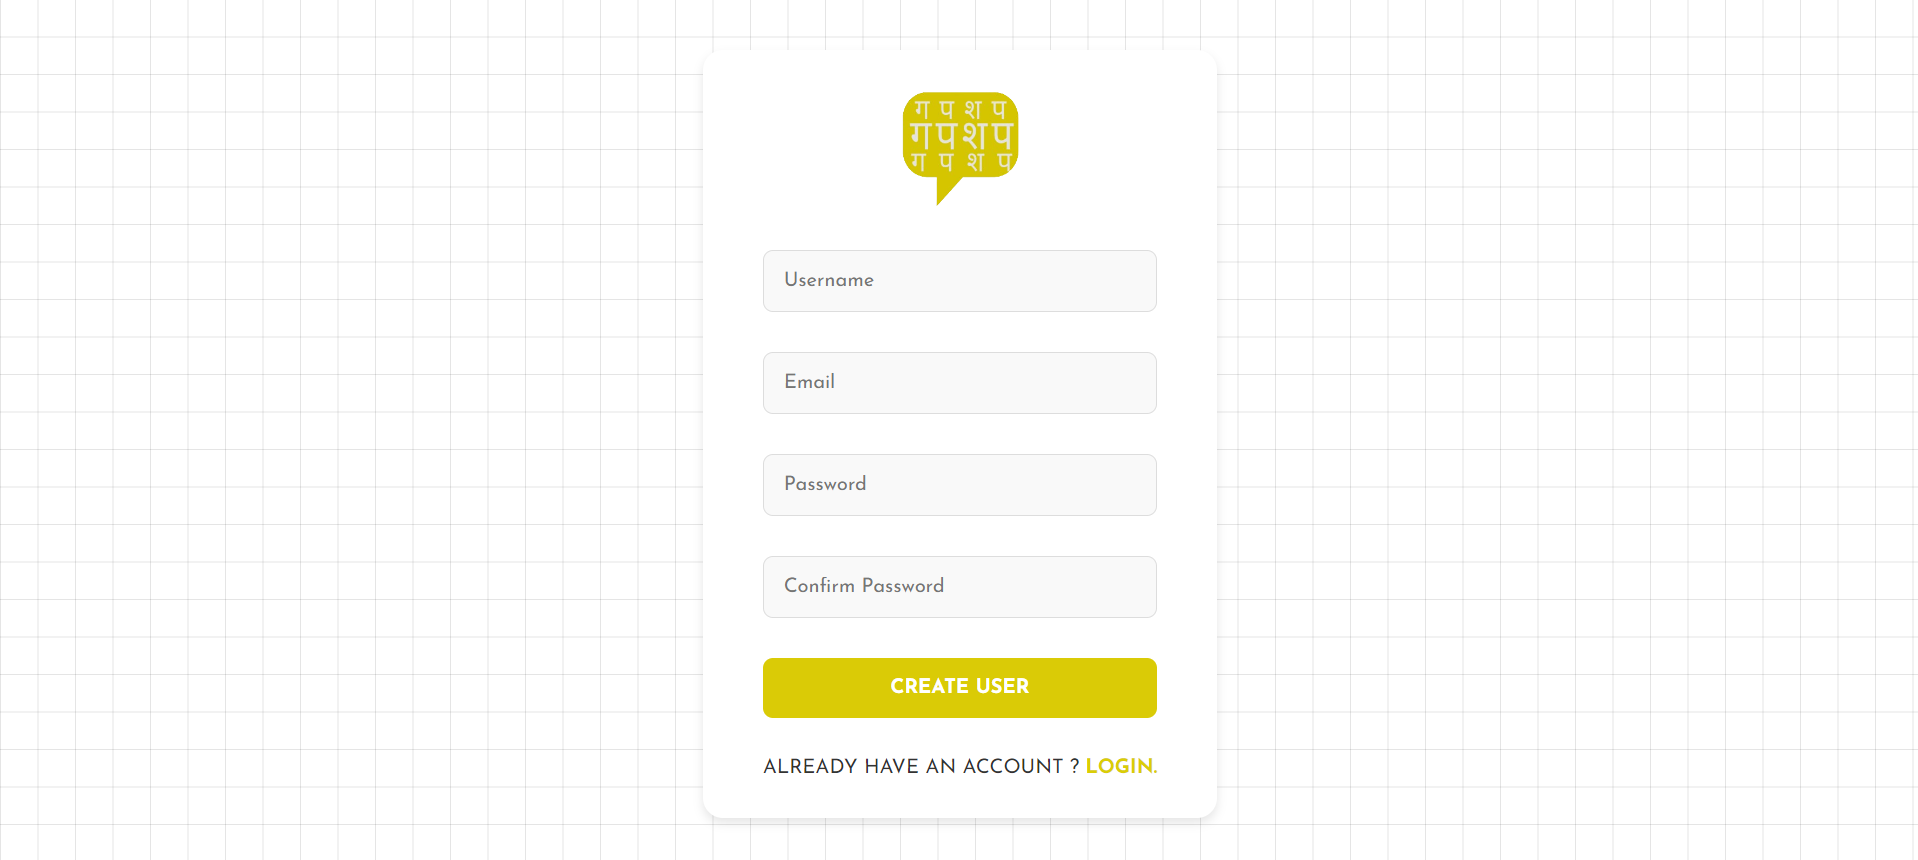 ग प श प
गपशप
ग प श प
Username
Email
Password
Confirm Password
CREATE USER
ALREADY HAVE AN ACCOUNT ? LOGIN.